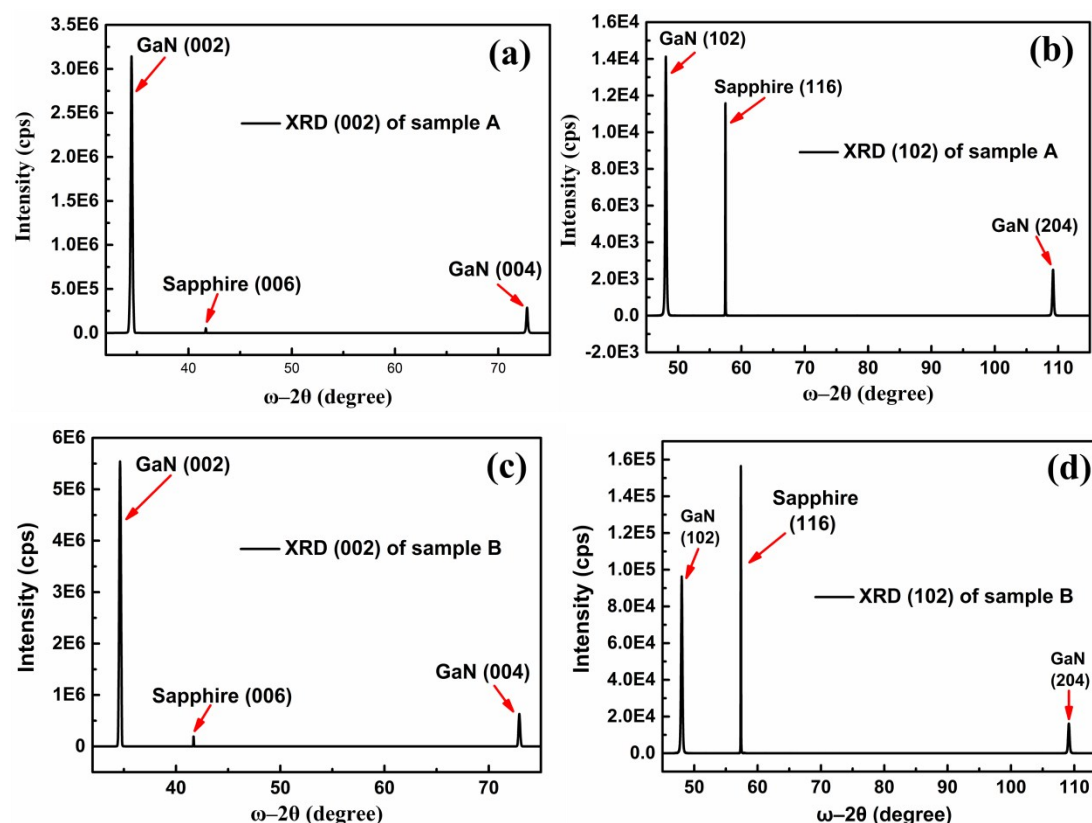 (a)
3.5E6
3.0E6
2.5E6
2.0E6
1.5E6
1.0E6
5.0E5
0.0
Intensity (cps)
GaN (002)
XRD (002) of sample A
Sapphire (006)
GaN (004)
40
50
60
70
ω–2θ (degree)
(b)
1.6E4
1.4E4
1.2E4
1.0E4
8.0E3
6.0E3
4.0E3
2.0E3
0.0
-2.0E3
Intensity (cps)
GaN (102)
Sapphire (116)
XRD (102) of sample A
GaN (204)
50
60
70
80
90
100
110
ω–2θ (degree)
(c)
6E6
5E6
4E6
3E6
2E6
1E6
0
Intensity (cps)
GaN (002)
XRD (002) of sample B
Sapphire (006)
GaN (004)
40
50
60
70
ω–2θ (degree)
(d)
1.6E5
1.4E5
1.2E5
1.0E5
8.0E4
6.0E4
4.0E4
2.0E4
0.0
Intensity (cps)
GaN
(102)
Sapphire
(116)
XRD (102) of sample B
GaN
(204)
50
60
70
80
90
100
110
ω–2θ (degree)